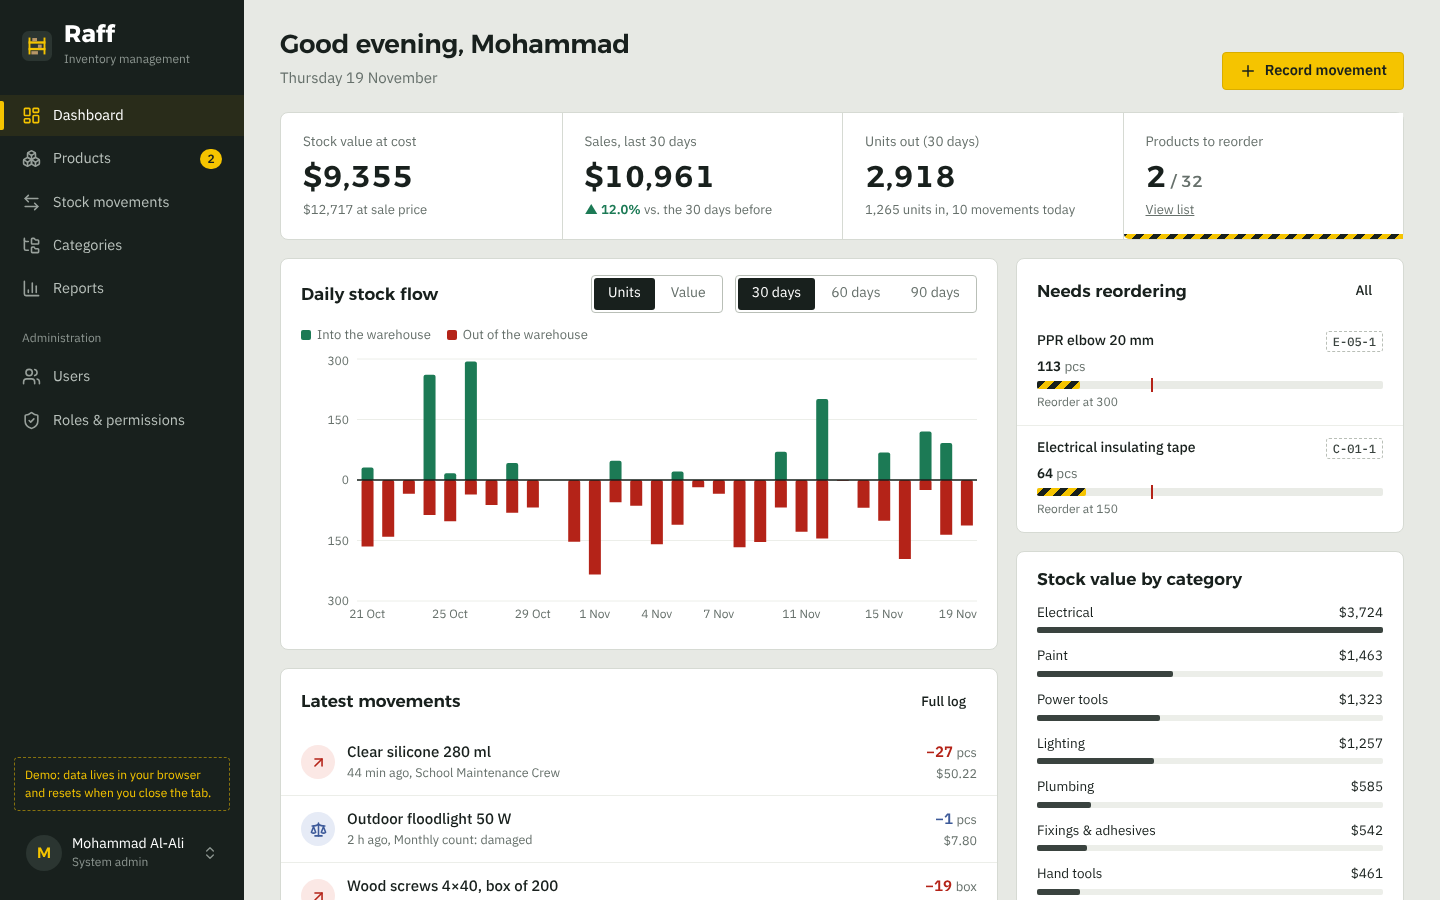 Raff
Inventory management
Dashboard
Products
2
Stock movements
Categories
Reports
Administration
Users
Roles & permissions
Demo: data lives in your browser
and resets when you close the tab.
M
Mohammad Al-Ali
System admin
Good evening, Mohammad
Thursday 19 November
Record movement
Stock value at cost
$9,355
$12,717 at sale price
Sales, last 30 days
$10,961
▲ 12.0% vs. the 30 days before
Units out (30 days)
2,918
1,265 units in, 10 movements today
Products to reorder
2 / 32
View list
Daily stock flow
Units
Value
30 days
60 days
90 days
Into the warehouse
Out of the warehouse
300
150
0
150
300
21 Oct
25 Oct
29 Oct
1 Nov
4 Nov
7 Nov
11 Nov
15 Nov
19 Nov
Latest movements
Full log
Clear silicone 280 ml
−27 pcs
44 min ago, School Maintenance Crew
$50.22
Outdoor floodlight 50 W
−1 pcs
2 h ago, Monthly count: damaged
$7.80
Wood screws 4×40, box of 200
−19 box
Needs reordering
All
PPR elbow 20 mm
E-05-1
113 pcs
Reorder at 300
Electrical insulating tape
C-01-1
64 pcs
Reorder at 150
Stock value by category
Electrical
$3,724
Paint
$1,463
Power tools
$1,323
Lighting
$1,257
Plumbing
$585
Fixings & adhesives
$542
Hand tools
$461